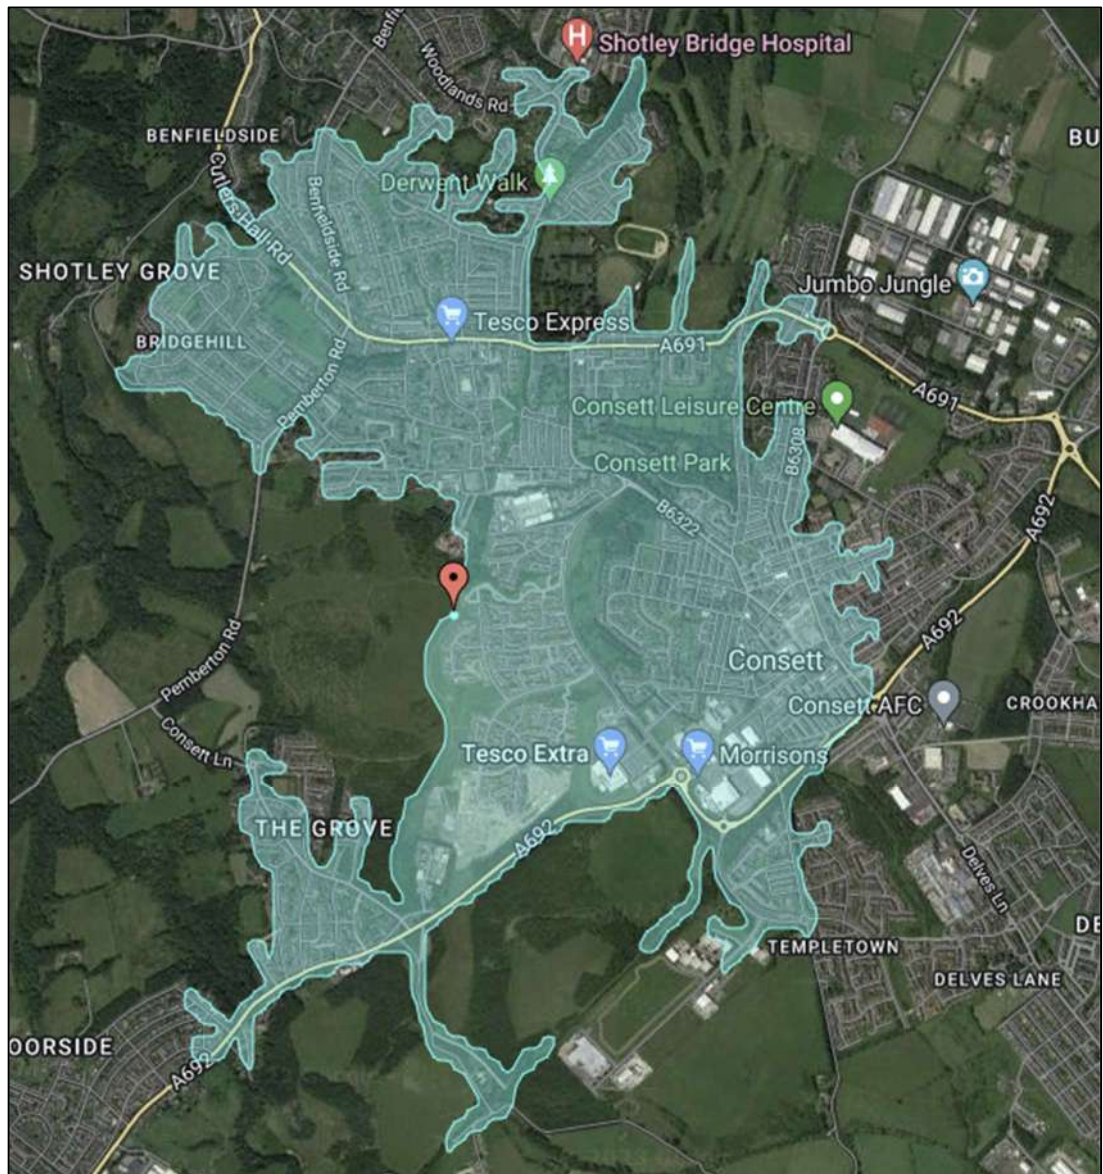 Benfi
Shotley Bridge Hospital
Woodlands Rd
BENFIELDSIDE
BU
Derwent Walk
Cutlers Hall Rd
Benfieldside Rd
SHOTLEY GROVE
Jumbo Jungle
Tesco Express
BRIDGEHILL
A691
Pemberton Rd
A691
Consett Leisure Centre
B6308
Consett Park
B6322
A692
Pemberton Rd
A692
Consett
Consett AFC
CROOKHA
Consett Ln
Tesco Extra
Morrisons
THE GROVE
A692
Delves Ln
DE
TEMPLETOWN
DELVES LANE
OORSIDE
A692